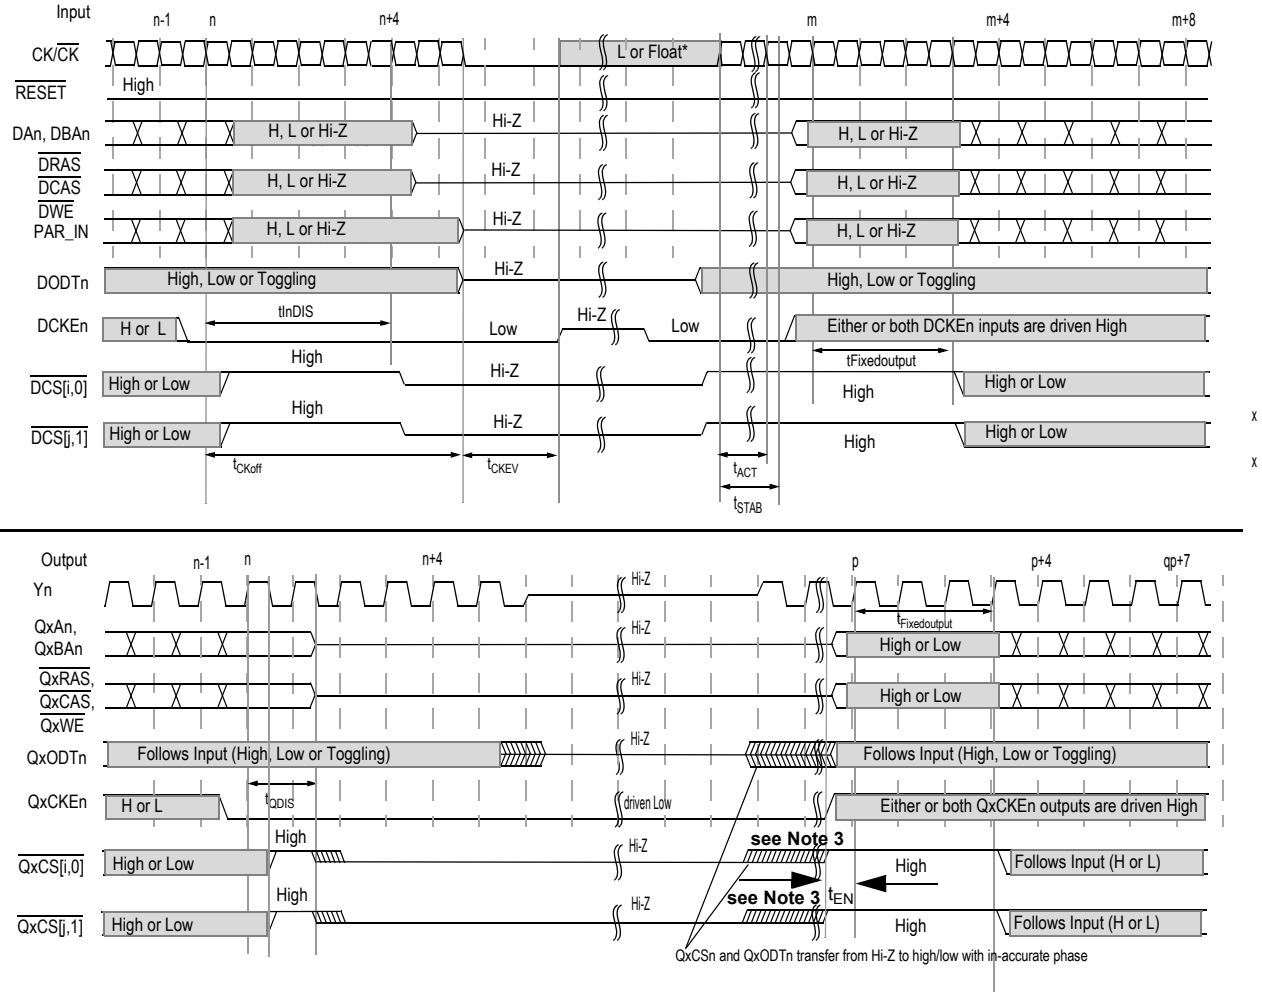 Input
n-1 n n+4 m m+4 m+8
CK/CK L or Float*
RESET High
DAn, DBAn H, L or Hi-Z Hi-Z H, L or Hi-Z
DRAS
DCAS H, L or Hi-Z Hi-Z H, L or Hi-Z
DWE
PAR_IN H, L or Hi-Z Hi-Z H, L or Hi-Z
DODTn High, Low or Toggling Hi-Z High, Low or Toggling
tInDIS
DCKEn H or L Low Hi-Z Low Either or both DCKEn inputs are driven High
High tFixedoutput
DCS[i,0] High or Low Hi-Z High High or Low
High
DCS[j,1] High or Low Hi-Z High High or Low
x
tCKoff tCKEV tACT
x
tSTAB
Output
n-1 n n+4 p p+4 qp+7
Yn Hi-Z
tFixedoutput
QxAn,
QxBAn Hi-Z High or Low
QxRAS,
QxCAS, Hi-Z High or Low
QxWE
QxODTn Follows Input (High, Low or Toggling) Hi-Z Follows Input (High, Low or Toggling)
QxCKEn H or L tQDIS driven Low Either or both QxCKEn outputs are driven High
High see Note 3
QxCS[i,0] High or Low Hi-Z High Follows Input (H or L)
High see Note 3 tEN
QxCS[j,1] High or Low Hi-Z High Follows Input (H or L)
QxCSn and QxODTn transfer from Hi-Z to high/low with in-accurate phase